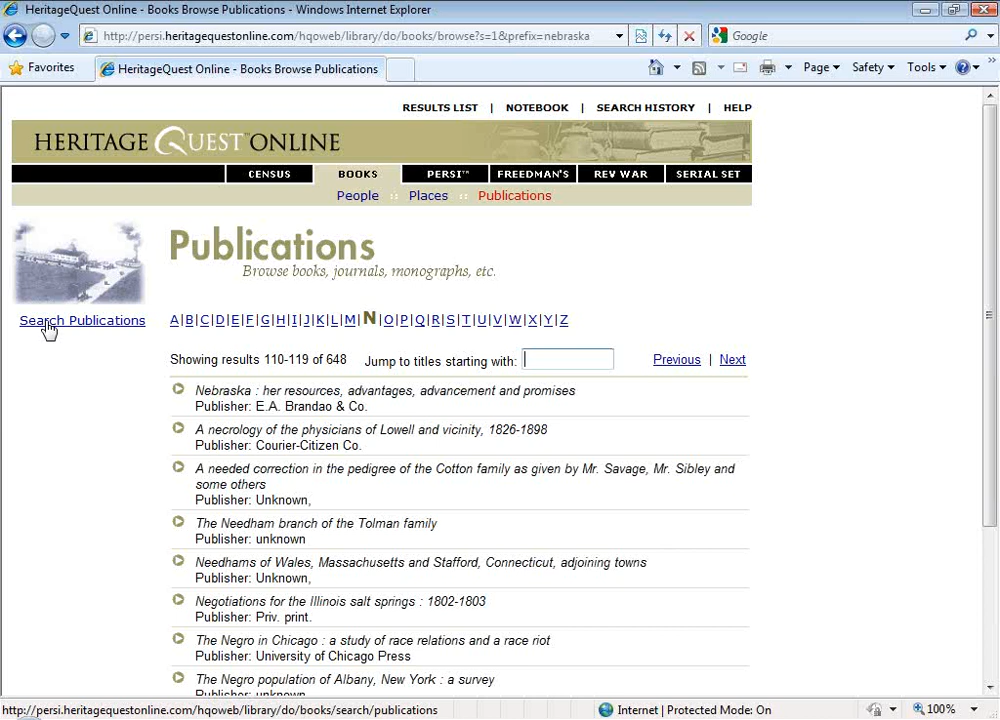 HeritageQuest Online - Books Browse Publications - Windows Internet Explorer
http://persi.heritagequestonline.com/hqoweb/library/do/books/browse?s=1&prefix=nebraska
Google
Favorites
HeritageQuest Online - Books Browse Publications
Page
Safety
Tools
RESULTS LIST | NOTEBOOK | SEARCH HISTORY | HELP
HERITAGE QUEST™ ONLINE
CENSUS BOOKS PERSI™ FREEDMAN'S REV WAR SERIAL SET
People :: Places :: Publications
Publications
Browse books, journals, monographs, etc.
Search Publications
A|B|C|D|E|F|G|H|I|J|K|L|M|N|O|P|Q|R|S|T|U|V|W|X|Y|Z
Showing results 110-119 of 648 Jump to titles starting with: Previous | Next
Nebraska : her resources, advantages, advancement and promises
Publisher: E.A. Brandao & Co.
A necrology of the physicians of Lowell and vicinity, 1826-1898
Publisher: Courier-Citizen Co.
A needed correction in the pedigree of the Cotton family as given by Mr. Savage, Mr. Sibley and
some others
Publisher: Unknown,
The Needham branch of the Tolman family
Publisher: unknown
Needhams of Wales, Massachusetts and Stafford, Connecticut, adjoining towns
Publisher: Unknown,
Negotiations for the Illinois salt springs : 1802-1803
Publisher: Priv. print.
The Negro in Chicago : a study of race relations and a race riot
Publisher: University of Chicago Press
The Negro population of Albany, New York : a survey
Publisher: unknown
http://persi.heritagequestonline.com/hqoweb/library/do/books/search/publications
Internet | Protected Mode: On
100%